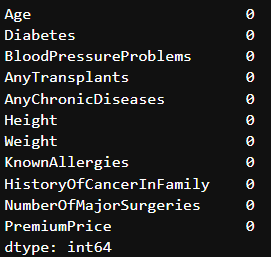 Age 0
Diabetes 0
BloodPressureProblems 0
AnyTransplants 0
AnyChronicDiseases 0
Height 0
Weight 0
KnownAllergies 0
HistoryOfCancerInFamily 0
NumberOfMajorSurgeries 0
PremiumPrice 0
dtype: int64